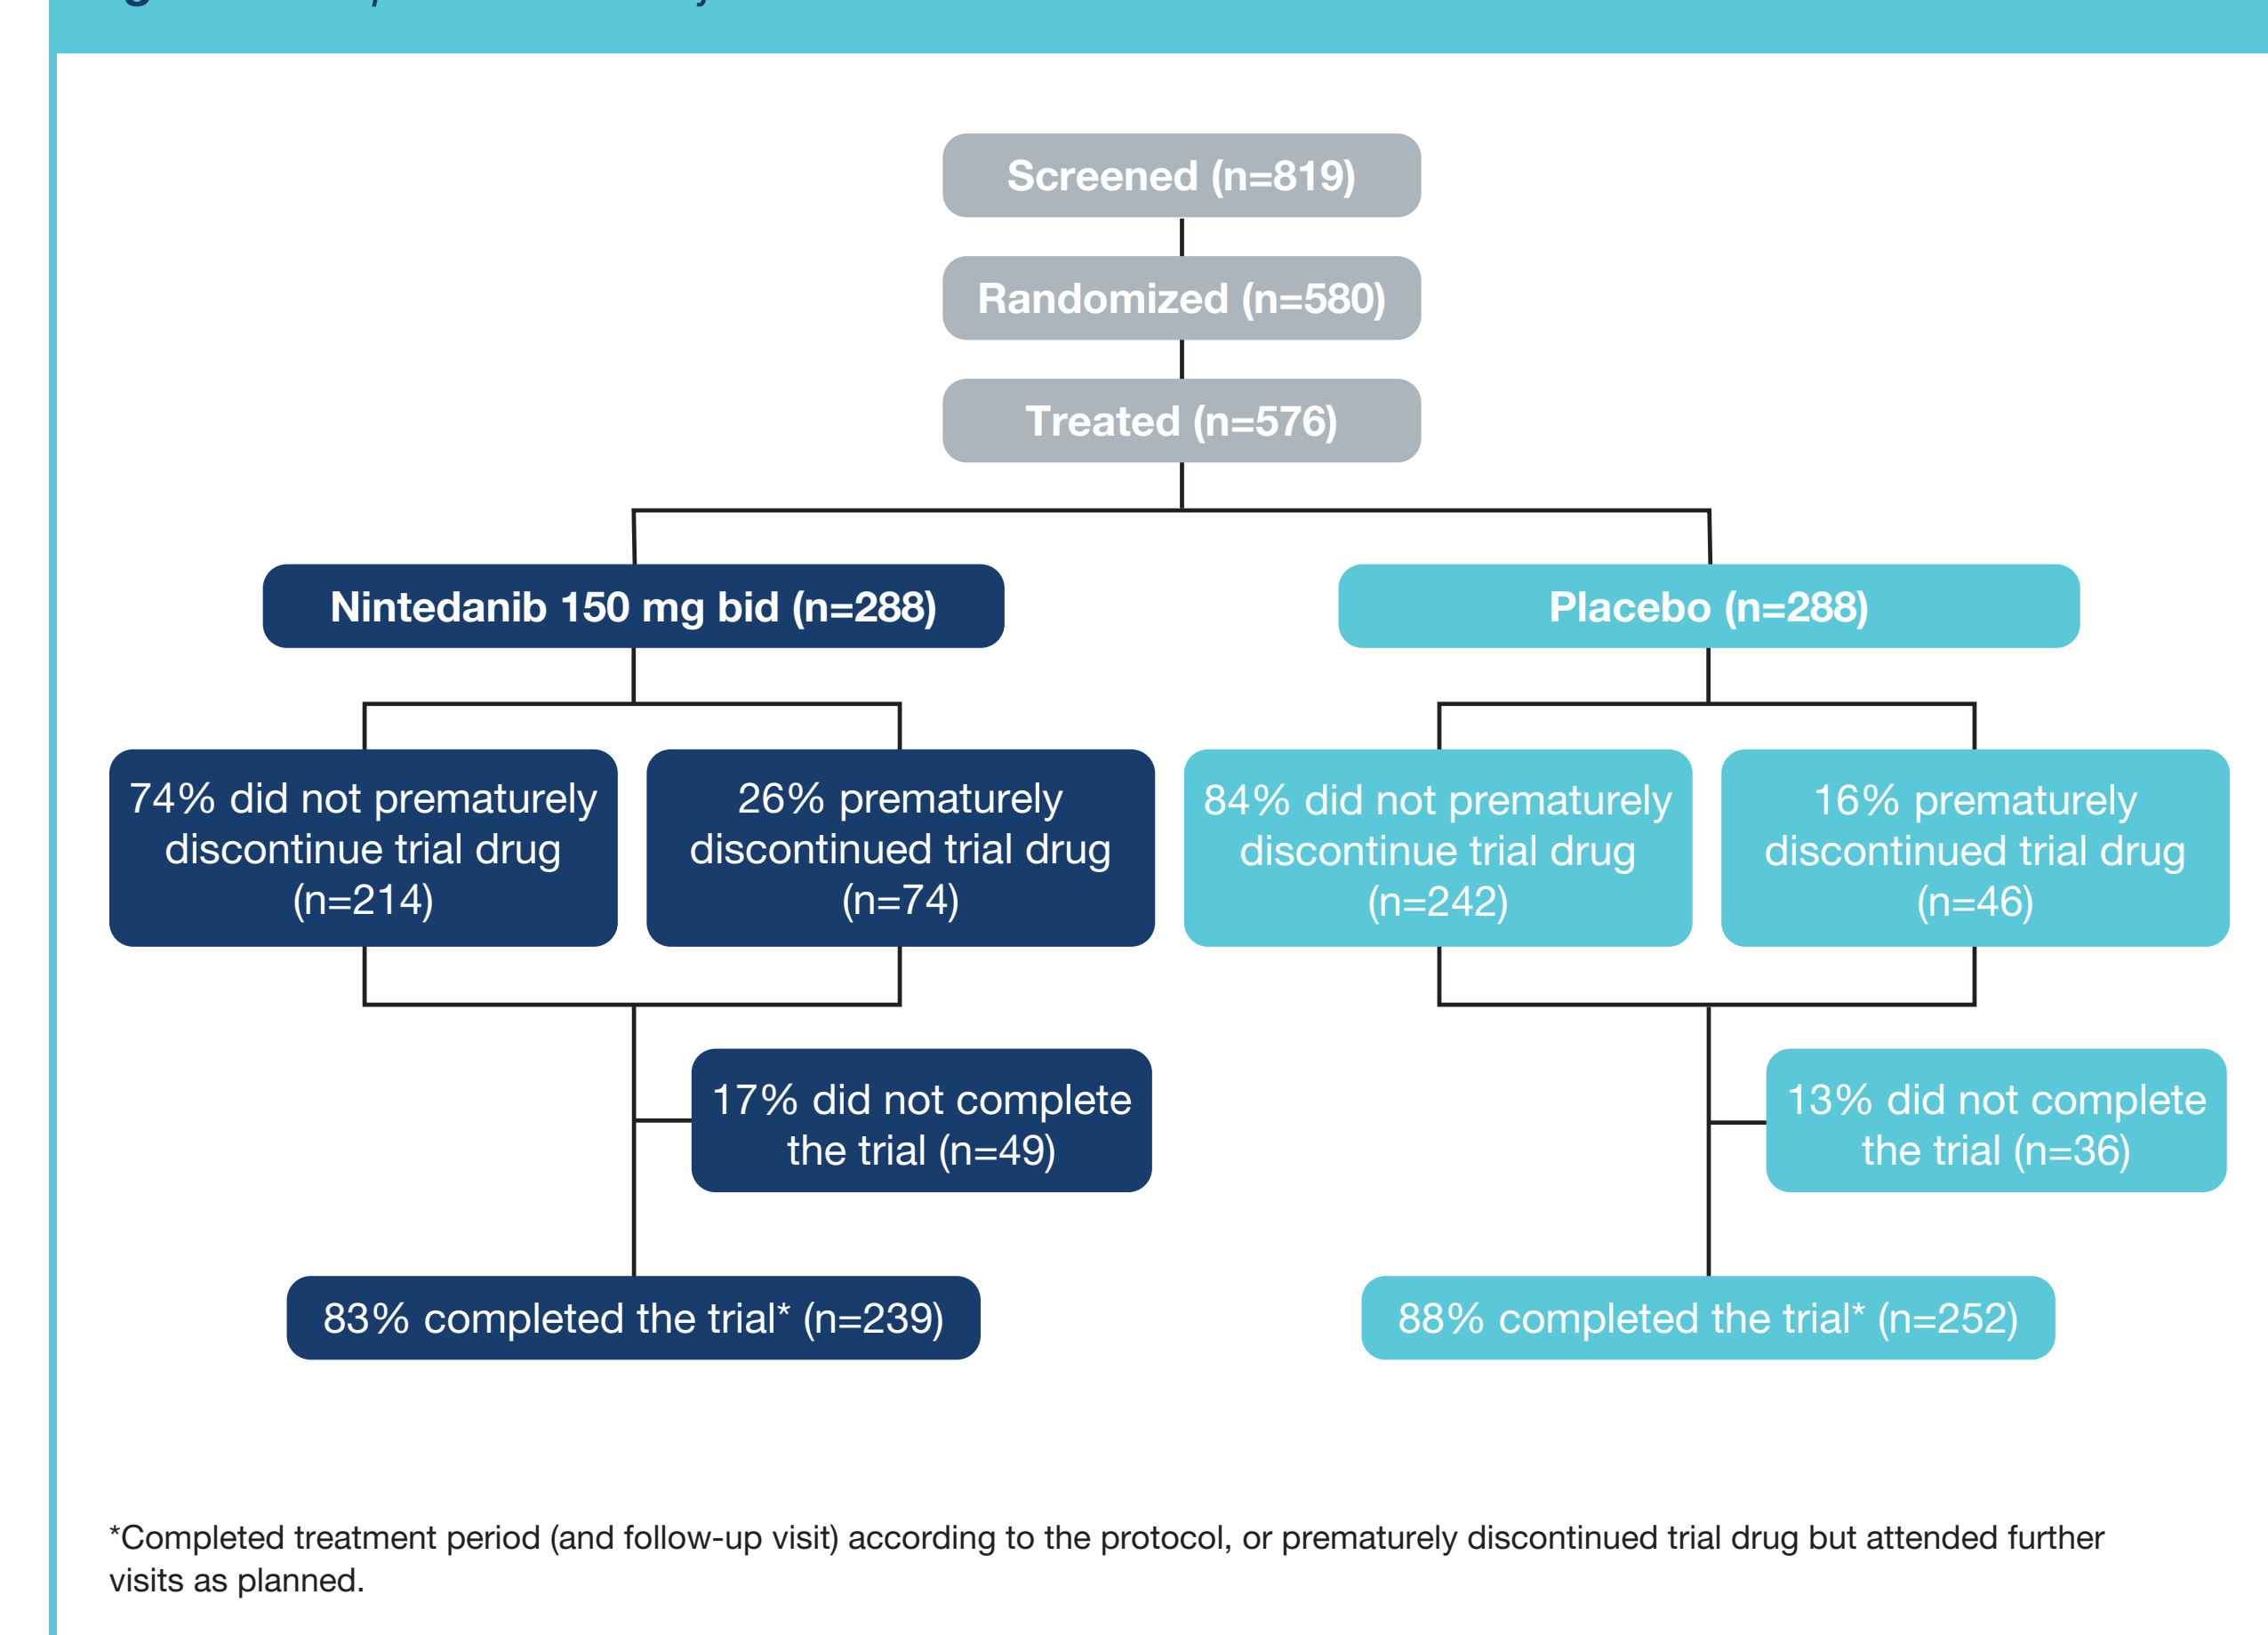 Screened (n=819)
Randomized (n=580)
Treated (n=576)
Nintedanib 150 mg bid (n=288)
Placebo (n=288)
74% did not prematurely
discontinue trial drug
(n=214)
26% prematurely
discontinued trial drug
(n=74)
84% did not prematurely
discontinue trial drug
(n=242)
16% prematurely
discontinued trial drug
(n=46)
17% did not complete
the trial (n=49)
13% did not complete
the trial (n=36)
83% completed the trial* (n=239)
88% completed the trial* (n=252)
*Completed treatment period (and follow-up visit) according to the protocol, or prematurely discontinued trial drug but attended further
visits as planned.